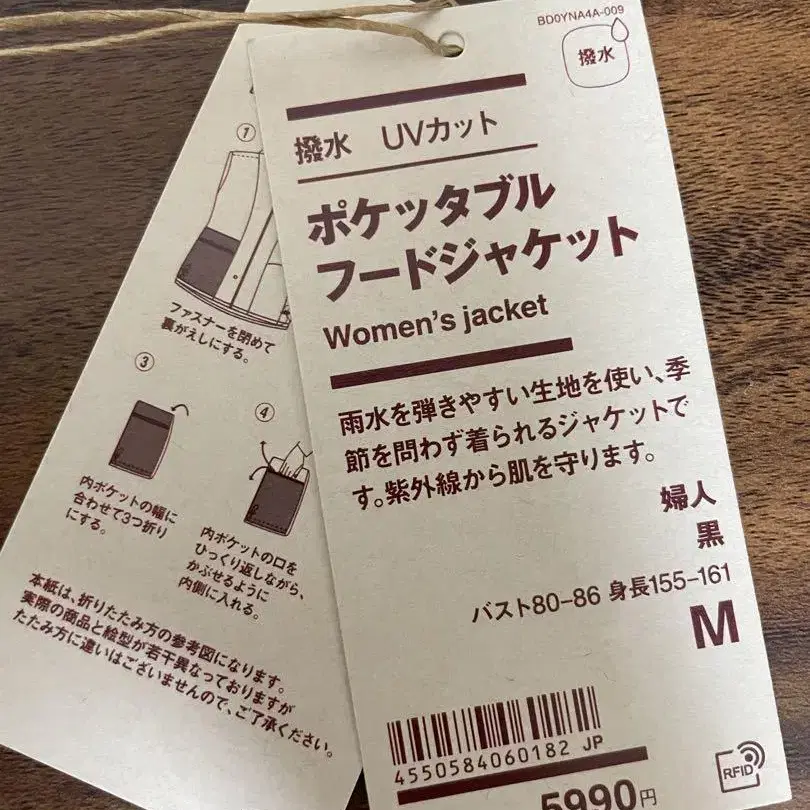 BD0YNA4A-009
撥水
撥水 UVカット
ポケッタブル
フードジャケット
Women's jacket
雨水を弾きやすい生地を使い、季
節を問わず着られるジャケットで
す。紫外線から肌を守ります。
婦人
黒
バスト80-86 身長155-161
M
4550584060182 JP
5990円
RFID
1
ファスナーを閉めて
裏がえしにする。
3
内ポケットの幅に
合わせて3つ折り
にする。
4
内ポケットの口を
ひっくり返しながら、
かぶせるように
内側に入れる。
本紙は、折りたたみ方の参考図になります。
実際の商品と絵型が若干異なっておりますが
たたみ方に違いはございませんので、ご了承ください。